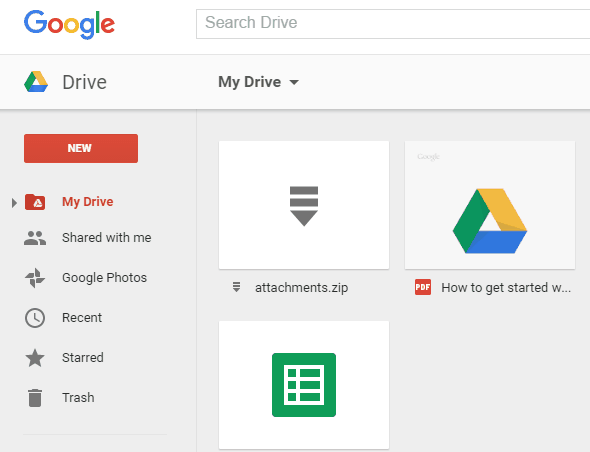 Google
Search Drive
Drive
My Drive
NEW
My Drive
Shared with me
Google Photos
Recent
Starred
Trash
Google
attachments.zip
PDF
How to get started w...